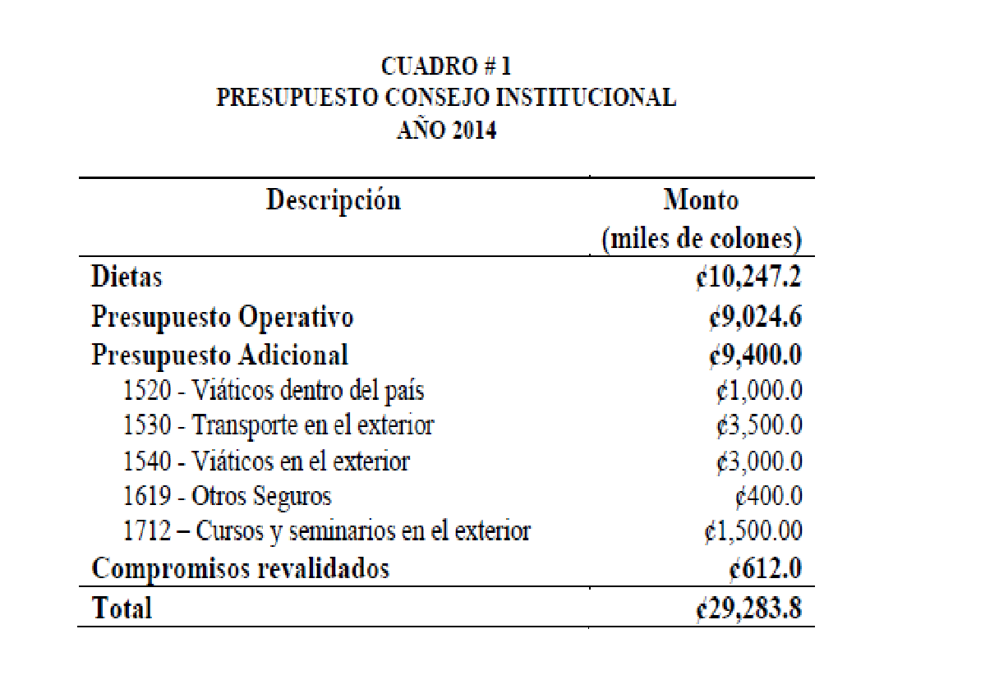 CUADRO # 1
PRESUPUESTO CONSEJO INSTITUCIONAL
AÑO 2014
Descripción Monto
(miles de colones)
Dietas ¢10,247.2
Presupuesto Operativo ¢9,024.6
Presupuesto Adicional ¢9,400.0
1520 - Viáticos dentro del país ¢1,000.0
1530 - Transporte en el exterior ¢3,500.0
1540 - Viáticos en el exterior ¢3,000.0
1619 - Otros Seguros ¢400.0
1712 – Cursos y seminarios en el exterior ¢1,500.00
Compromisos revalidados ¢612.0
Total ¢29,283.8